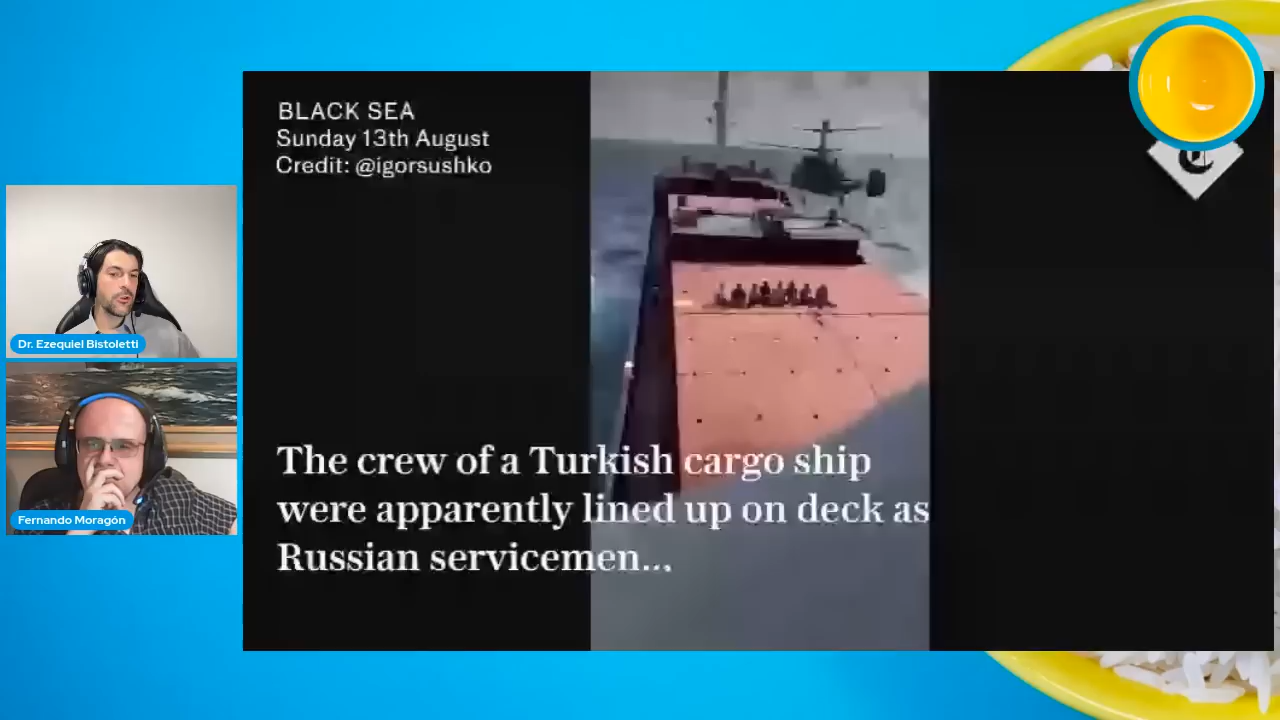 BLACK SEA
Sunday 13th August
Credit: @igorsushko
Dr. Ezequiel Bistoletti
Fernando Moragón
The crew of a Turkish cargo ship
were apparently lined up on deck as
Russian servicemen...